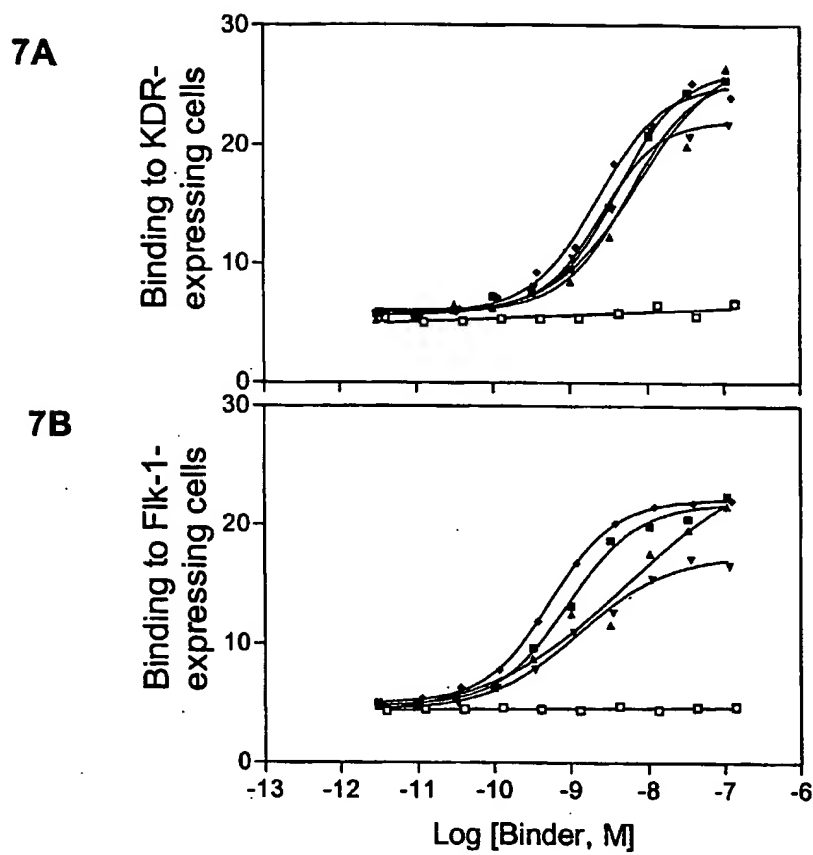 7A
Binding to KDR-
expressing cells
30
20
10
0
7B
Binding to Flk-1-
expressing cells
30
20
10
0
-13 -12 -11 -10 -9 -8 -7 -6
Log [Binder, M]